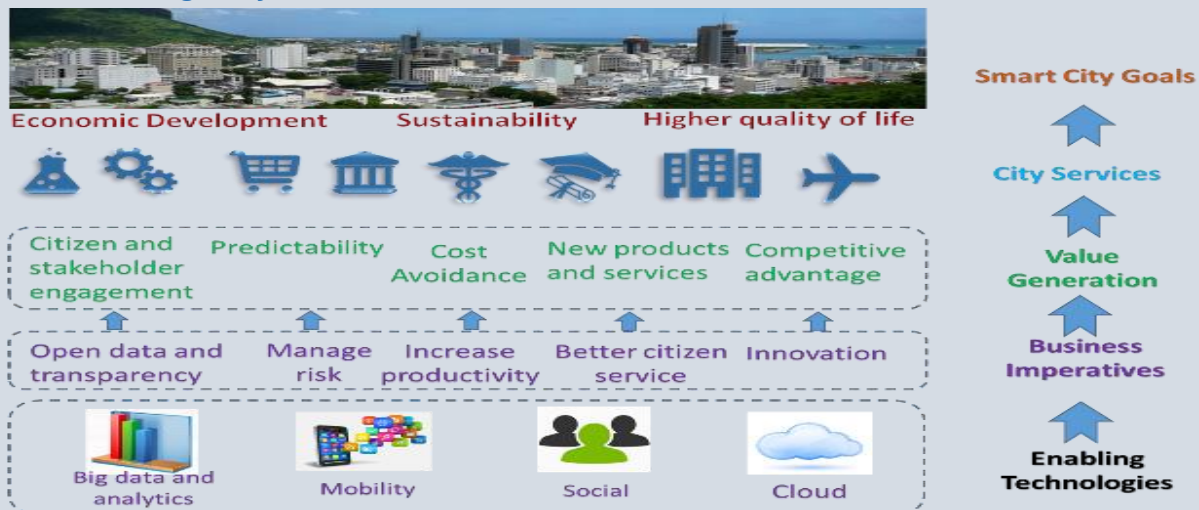 Smart City Goals
Economic Development
Sustainability
Higher quality of life
City Services
Citizen and
stakeholder
engagement
Predictability
Cost
Avoidance
New products
and services
Competitive
advantage
Value
Generation
Open data and
transparency
Manage
risk
Increase
productivity
Better citizen
service
Innovation
Business
Imperatives
Big data and
analytics
Mobility
Social
Cloud
Enabling
Technologies